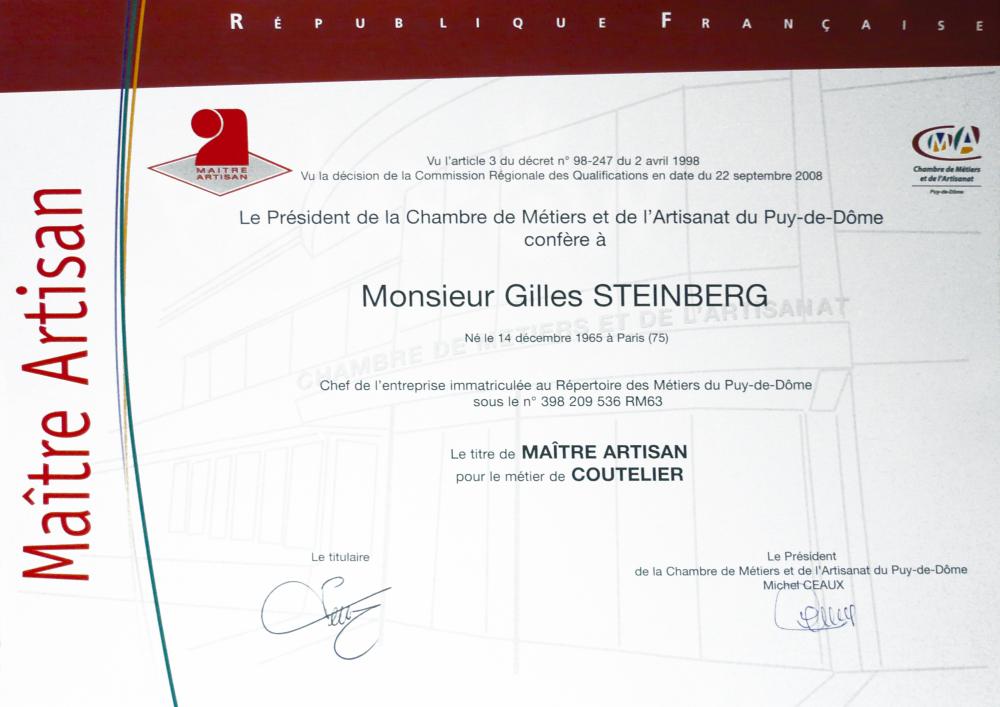 RÉPUBLIQUE FRANÇAISE
Maître Artisan
MAITRE
ARTISAN
CMA
Chambre de Métiers
et de l'Artisanat
Puy-de-Dôme
Vu l'article 3 du décret n° 98-247 du 2 avril 1998
Vu la décision de la Commission Régionale des Qualifications en date du 22 septembre 2008
Le Président de la Chambre de Métiers et de l'Artisanat du Puy-de-Dôme
confère à
Monsieur Gilles STEINBERG
CHAMBRE DE METIERS ET DE L'ARTISANAT
Né le 14 décembre 1965 à Paris (75)
Chef de l'entreprise immatriculée au Répertoire des Métiers du Puy-de-Dôme
sous le n° 398 209 536 RM63
Le titre de MAÎTRE ARTISAN
pour le métier de COUTELIER
Le titulaire
Le Président
de la Chambre de Métiers et de l'Artisanat du Puy-de-Dôme
Michel CEAUX